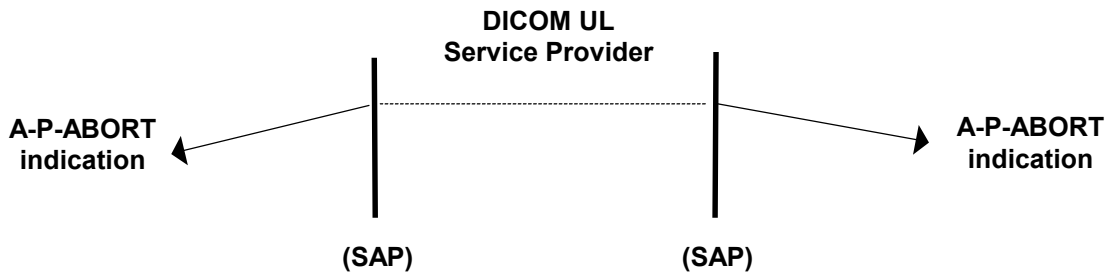 DICOM UL
Service Provider
A-P-ABORT
indication
A-P-ABORT
indication
(SAP)
(SAP)